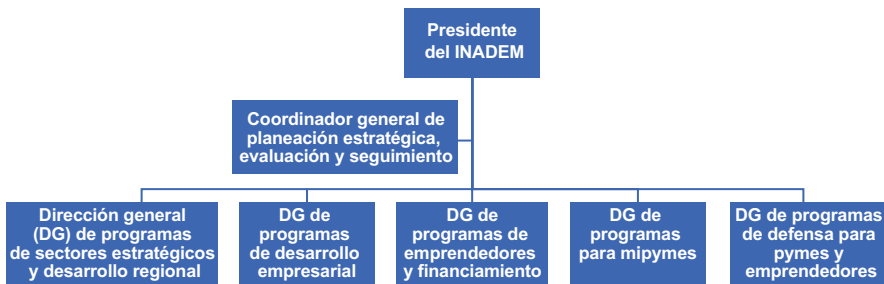 Presidente
del INADEM
Coordinador general de
planeación estratégica,
evaluación y seguimiento
Dirección general
(DG) de programas
de sectores estratégicos
y desarrollo regional
DG de
programas
de desarrollo
empresarial
DG de
programas de
emprendedores
y financiamiento
DG de
programas
para mipymes
DG de programas
de defensa para
pymes y
emprendedores